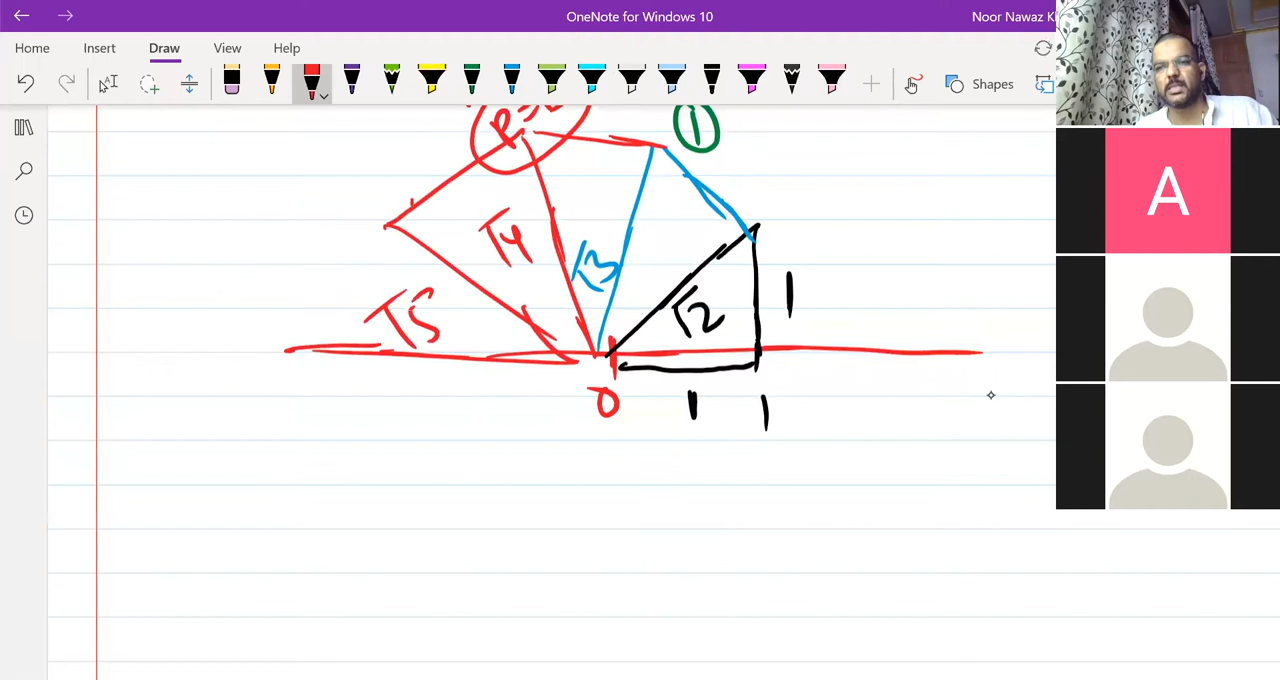 OneNote for Windows 10
Noor Nawaz K
Home Insert Draw View Help
Shapes
1
A
√4
√3
√5
√2
1
0
1
1